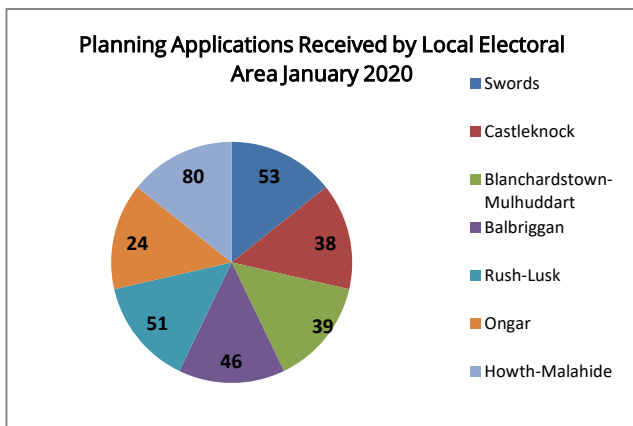 Planning Applications Received by Local Electoral
Area January 2020
Swords
Castleknock
Blanchardstown-
Mulhuddart
Balbriggan
Rush-Lusk
Ongar
Howth-Malahide
53
38
39
46
51
24
80